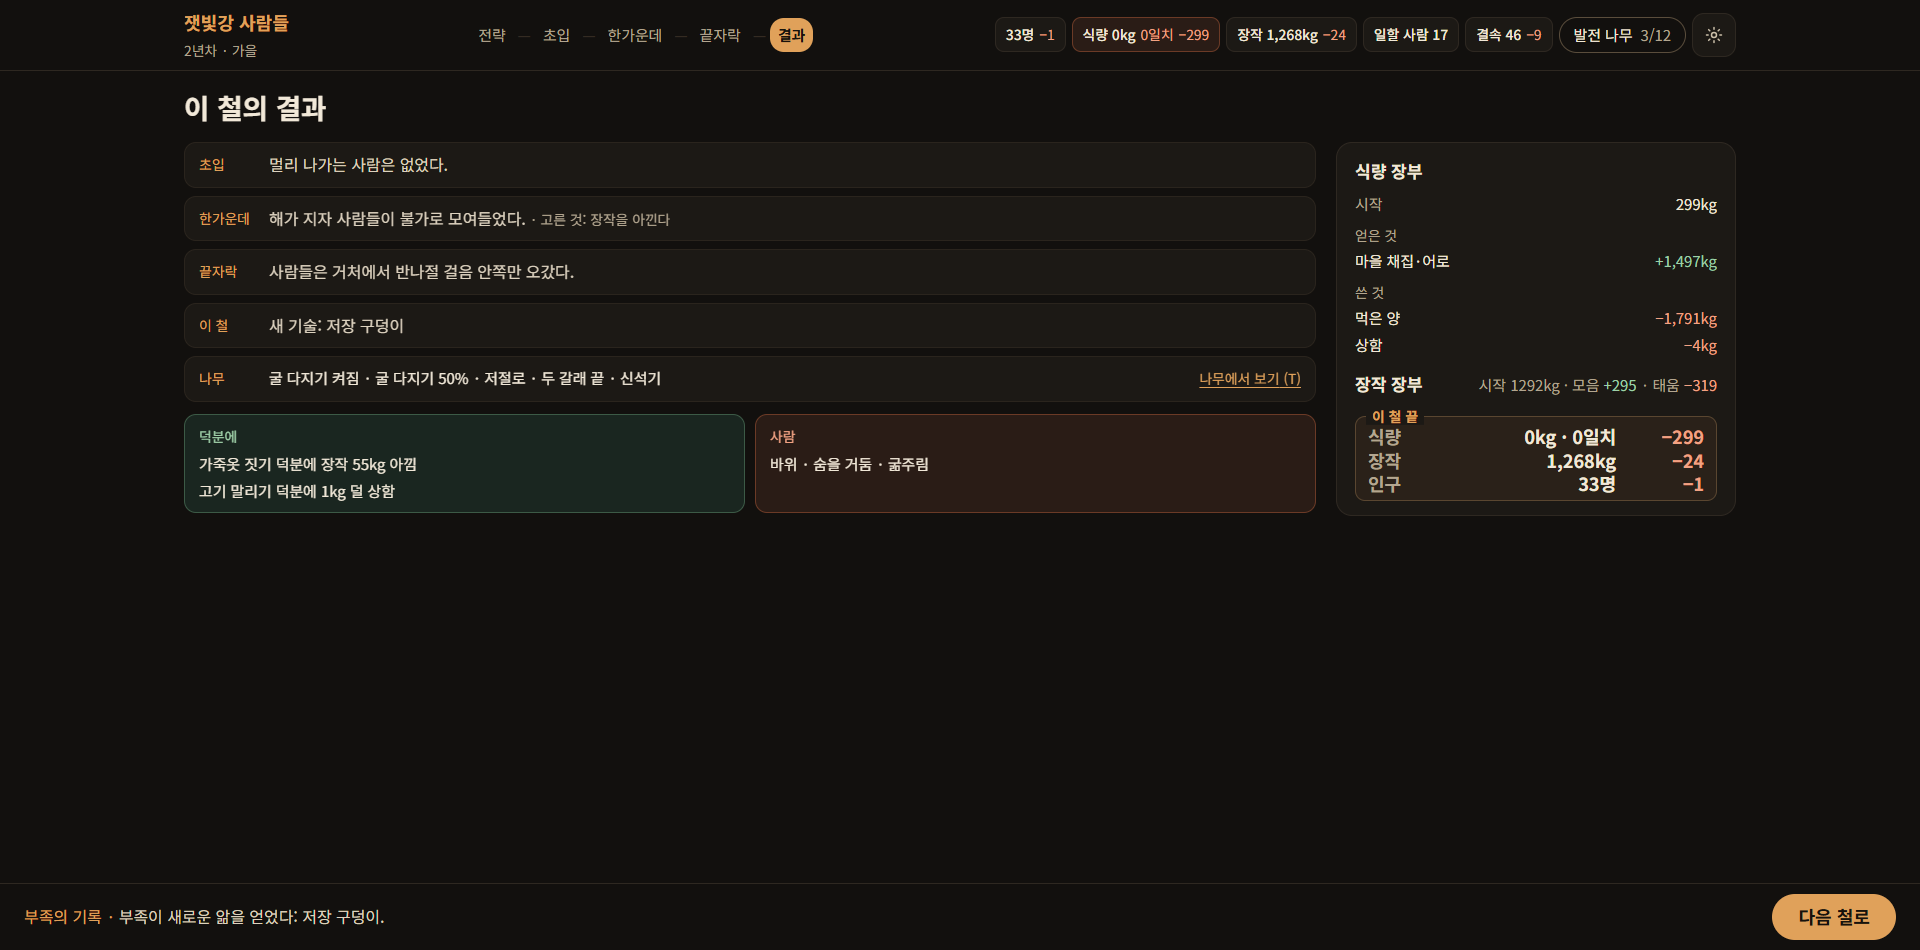 잿빛강 사람들
2년차 · 가을
전략 — 초입 — 한가운데 — 끝자락 — 결과
33명 −1
식량 0kg 0일치 −299
장작 1,268kg −24
일할 사람 17
결속 46 −9
발전 나무 3/12
이 철의 결과
초입 멀리 나가는 사람은 없었다.
한가운데 해가 지자 사람들이 불가로 모여들었다. · 고른 것: 장작을 아낀다
끝자락 사람들은 거처에서 반나절 걸음 안쪽만 오갔다.
이 철 새 기술: 저장 구덩이
나무 굴 다지기 켜짐 · 굴 다지기 50% · 저절로 · 두 갈래 끝 · 신석기 나무에서 보기 (T)
덕분에
가죽옷 짓기 덕분에 장작 55kg 아낌
고기 말리기 덕분에 1kg 덜 상함
사람
바위 · 숨을 거둠 · 굶주림
식량 장부
시작 299kg
얻은 것
마을 채집·어로 +1,497kg
쓴 것
먹은 양 −1,791kg
상함 −4kg
장작 장부 시작 1292kg · 모음 +295 · 태움 −319
이 철 끝
식량 0kg · 0일치 −299
장작 1,268kg −24
인구 33명 −1
부족의 기록 · 부족이 새로운 앎을 얻었다: 저장 구덩이.
다음 철로